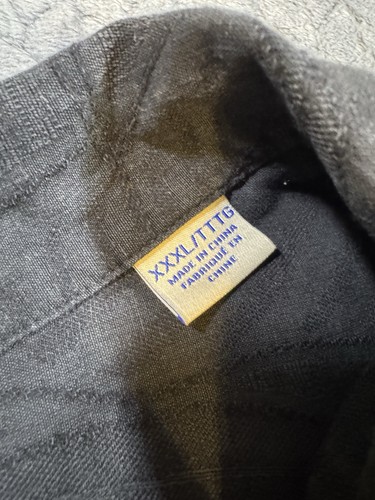 XXXL/TTTG
MADE IN CHINA
FABRIQUÉ EN
CHINE